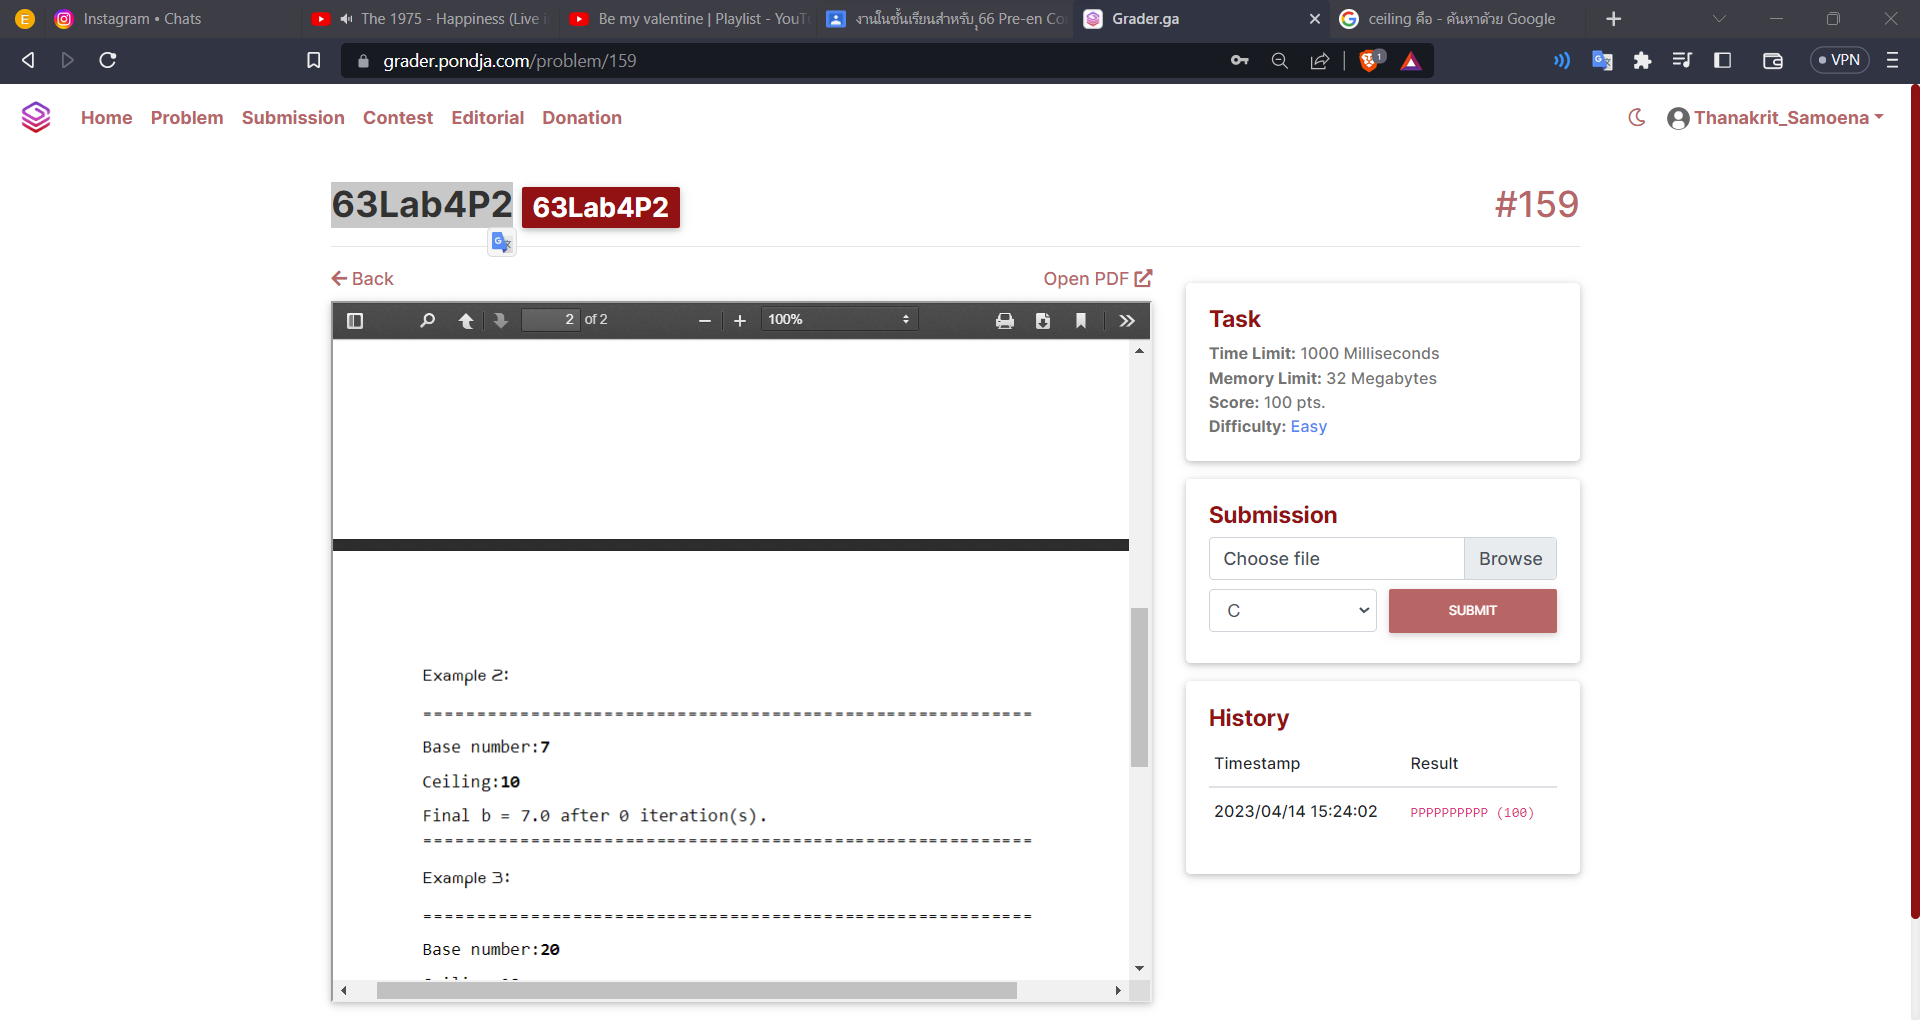 E
Instagram • Chats
The 1975 - Happiness (Live i
Be my valentine | Playlist - YouTu
งานในชั้นเรียนสำหรับ ุ66 Pre-en Co
Grader.ga
ceiling คือ - ค้นหาด้วย Google
grader.pondja.com/problem/159
1
VPN
Home Problem Submission Contest Editorial Donation
Thanakrit_Samoena
63Lab4P2 63Lab4P2
#159
Back
Open PDF
2 of 2
100%
Example 2:
=============================================================
Base number:7
Ceiling:10
Final b = 7.0 after 0 iteration(s).
=============================================================
Example 3:
=============================================================
Base number:20
Task
Time Limit: 1000 Milliseconds
Memory Limit: 32 Megabytes
Score: 100 pts.
Difficulty: Easy
Submission
Choose file Browse
C SUBMIT
History
Timestamp Result
2023/04/14 15:24:02 PPPPPPPPPP (100)